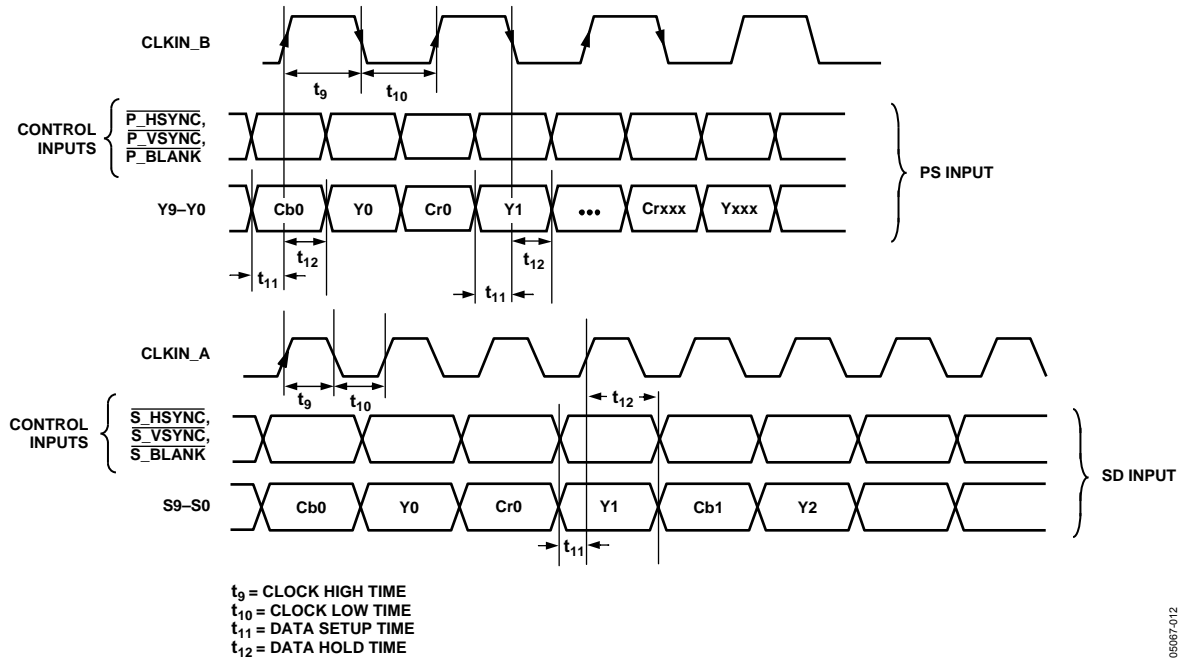 CLKIN_B
t9
t10
CONTROL
INPUTS
P_HSYNC,
P_VSYNC,
P_BLANK
PS INPUT
Y9–Y0
Cb0
Y0
Cr0
Y1
•••
Crxxx
Yxxx
t12
t12
t11
t11
CLKIN_A
t9
t10
t12
CONTROL
INPUTS
S_HSYNC,
S_VSYNC,
S_BLANK
SD INPUT
S9–S0
Cb0
Y0
Cr0
Y1
Cb1
Y2
t11
t9 = CLOCK HIGH TIME
t10 = CLOCK LOW TIME
t11 = DATA SETUP TIME
t12 = DATA HOLD TIME
05067-012